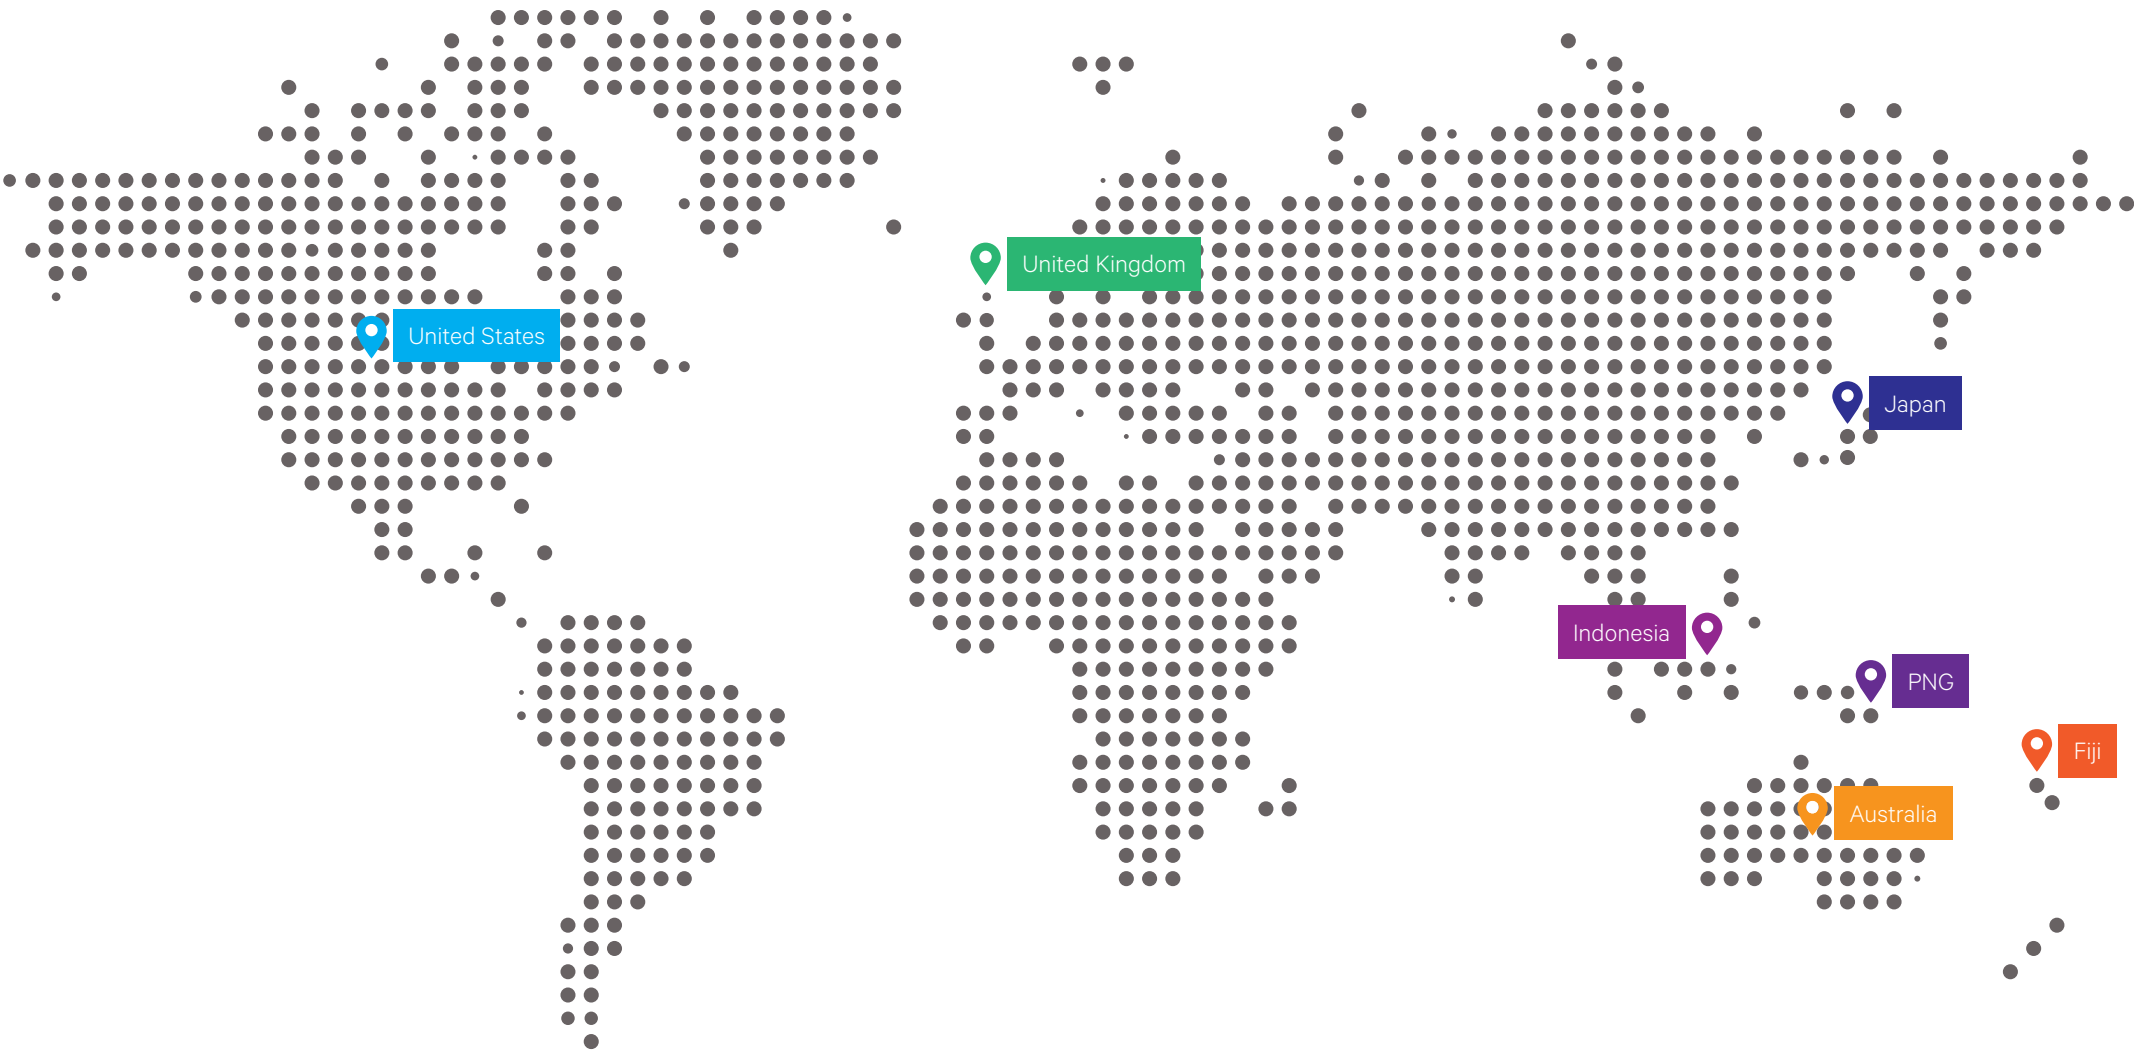 United Kingdom
United States
Japan
Indonesia
PNG
Fiji
Australia